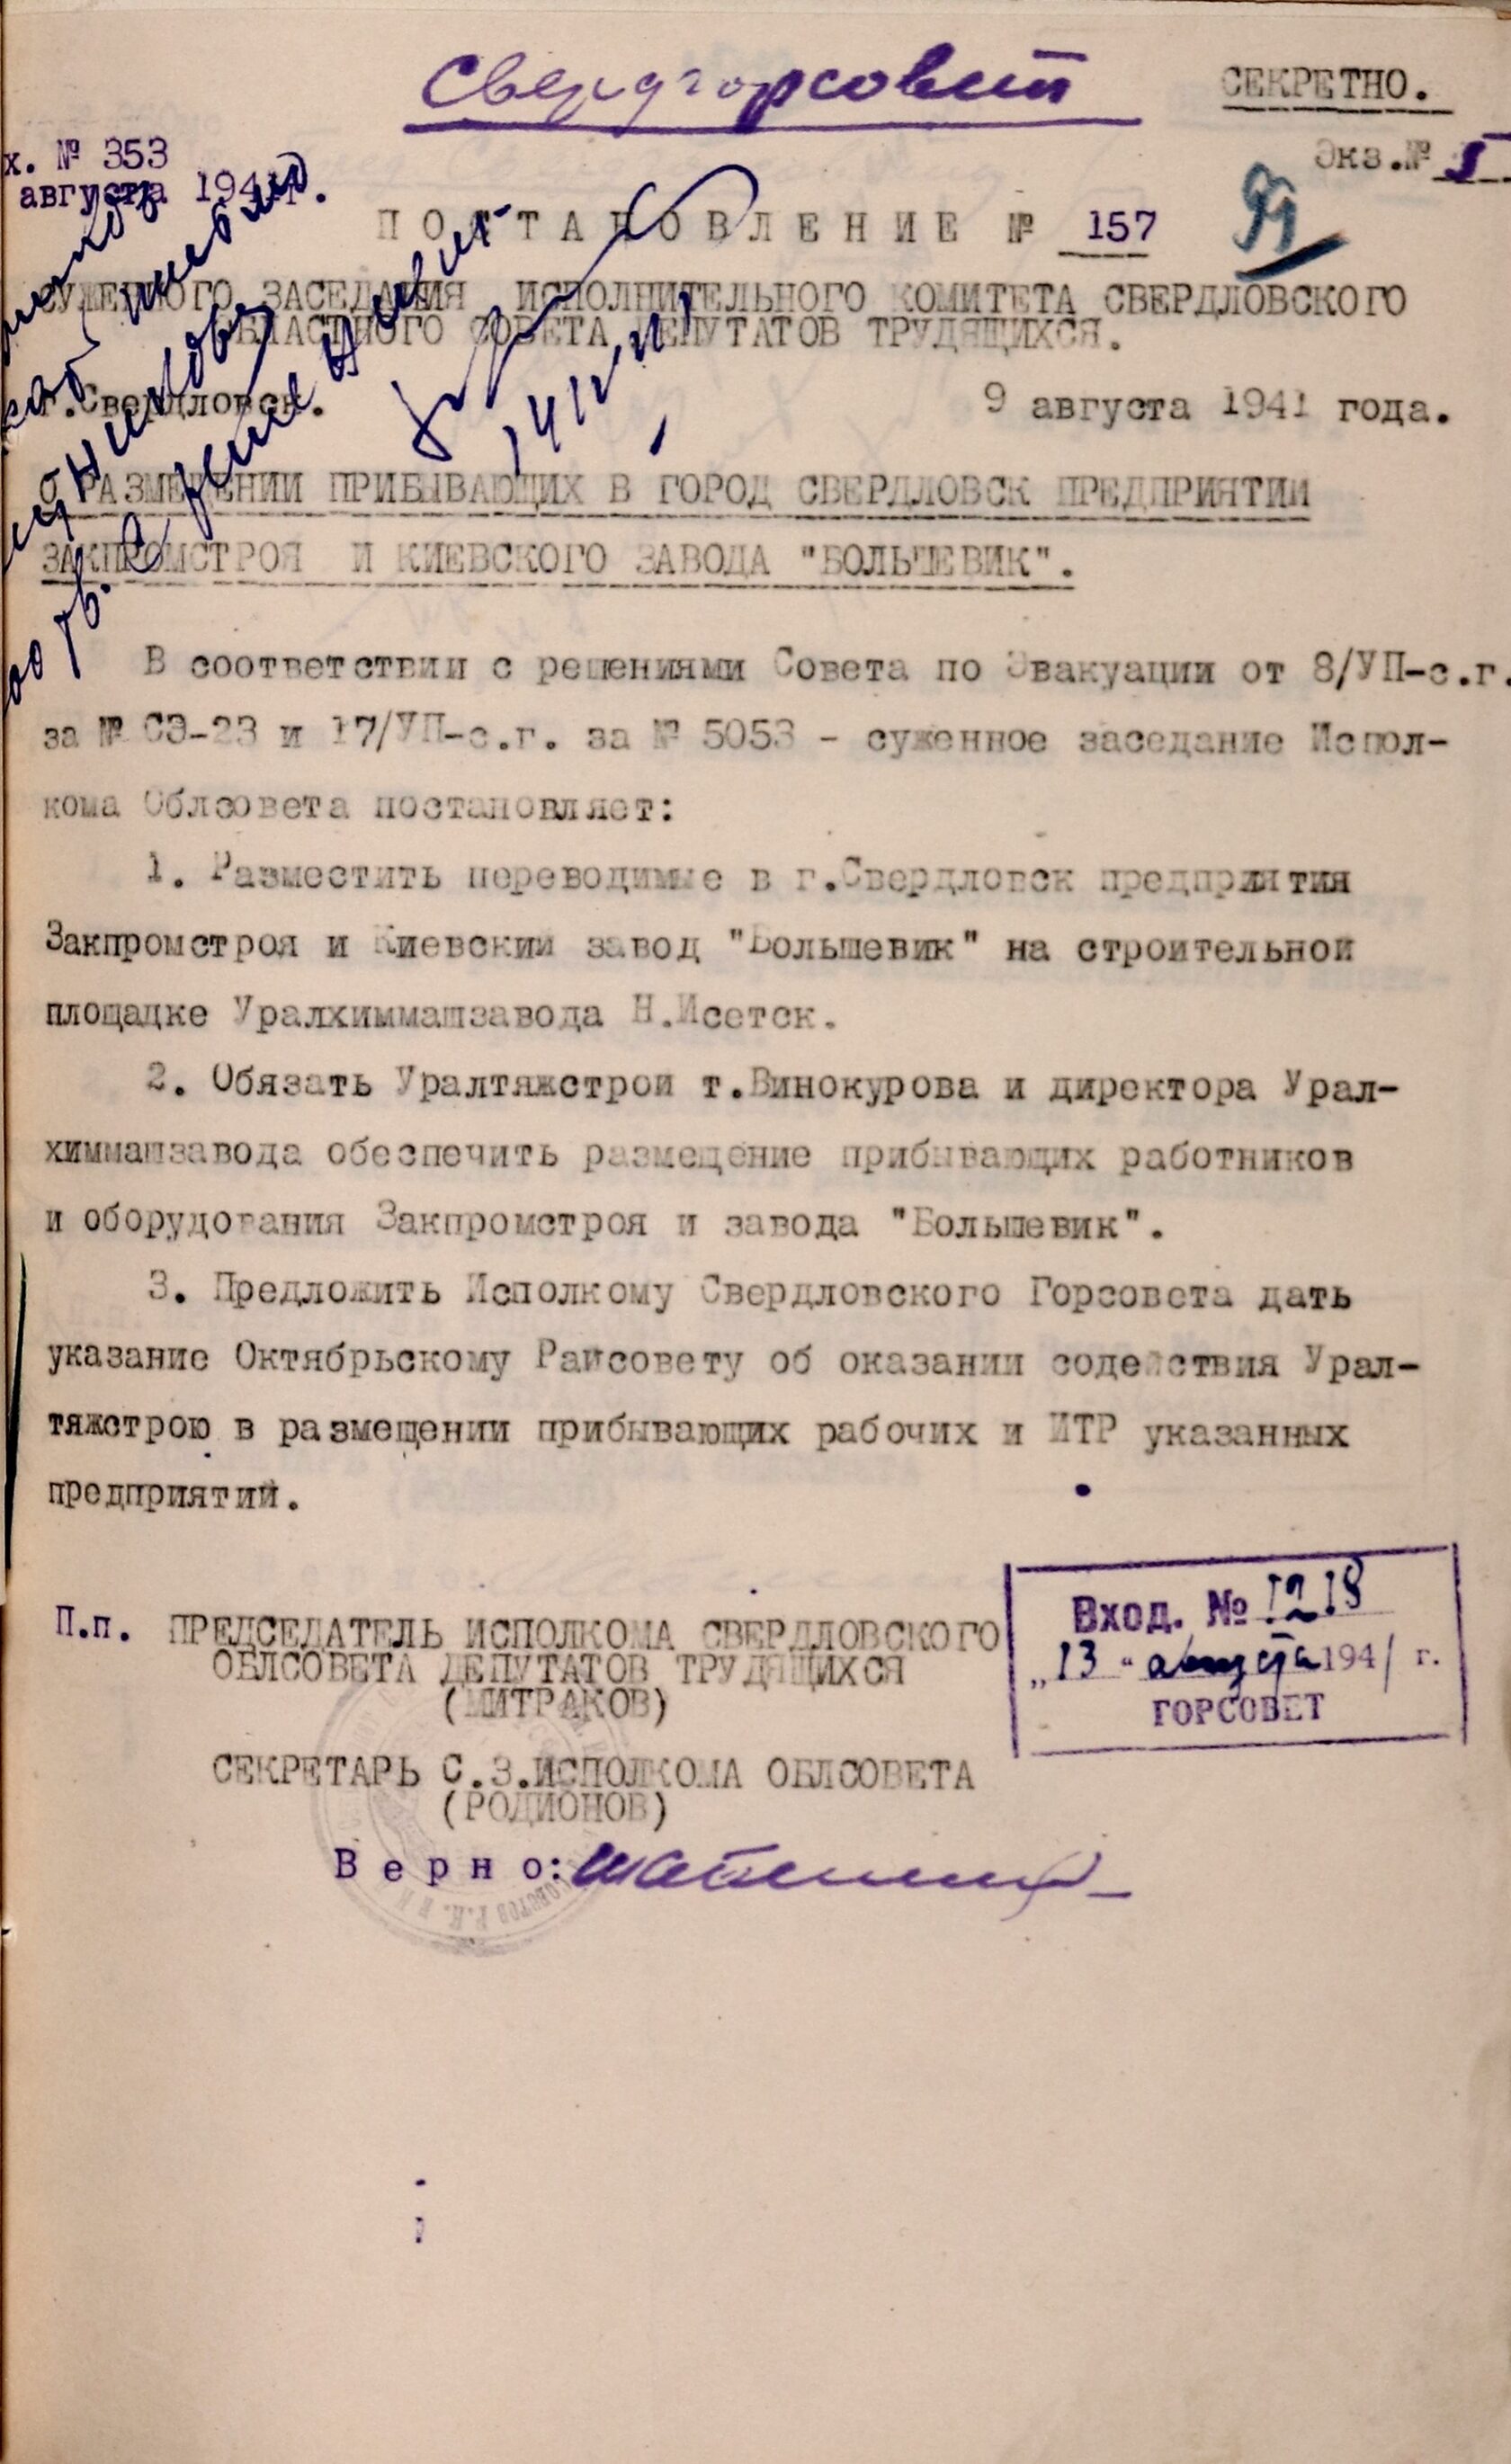 Свердгорсовет
СЕКРЕТНО.
Экз.№ 1
х. № 353
августа 1941г.
ПОСТАНОВЛЕНИЕ № 157
СУЖЕННОГО ЗАСЕДАНИЯ ИСПОЛНИТЕЛЬНОГО КОМИТЕТА СВЕРДЛОВСКОГО
ОБЛАСТНОГО СОВЕТА ДЕПУТАТОВ ТРУДЯЩИХСЯ.
г.Свердловск.
9 августа 1941 года.
О РАЗМЕЩЕНИИ ПРИБЫВАЮЩИХ В ГОРОД СВЕРДЛОВСК ПРЕДПРИЯТИЙ
ЗАКПРОМСТРОЯ И КИЕВСКОГО ЗАВОДА "БОЛЬШЕВИК".
В соответствии с решениями Совета по Эвакуации от 8/УП-с.г.
за № СЭ-23 и 17/УП-с.г. за № 5053 - суженное заседание Испол-
кома Облсовета постановляет:
1. Разместить переводимые в г.Свердловск предприятия
Закпромстроя и Киевский завод "Большевик" на строительной
площадке Уралхиммашзавода Н.Исетск.
2. Обязать Уралтяжстрой т.Винокурова и директора Урал-
химмашзавода обеспечить размещение прибывающих работников
и оборудования Закпромстроя и завода "Большевик".
3. Предложить Исполкому Свердловского Горсовета дать
указание Октябрьскому Райсовету об оказании содействия Урал-
тяжстрою в размещении прибывающих рабочих и ИТР указанных
предприятий.
П.п. ПРЕДСЕДАТЕЛЬ ИСПОЛКОМА СВЕРДЛОВСКОГО
ОБЛСОВЕТА ДЕПУТАТОВ ТРУДЯЩИХСЯ
(МИТРАКОВ)
Вход. № 1218
"13" августа 1941 г.
ГОРСОВЕТ
СЕКРЕТАРЬ С.З.ИСПОЛКОМА ОБЛСОВЕТА
(РОДИОНОВ)
Верно: